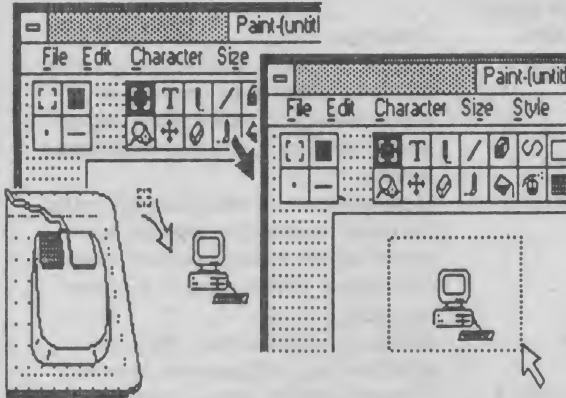 Paint-(untitl
File Edit Character Size
T
Paint-(untitl
File Edit Character Size Style
T